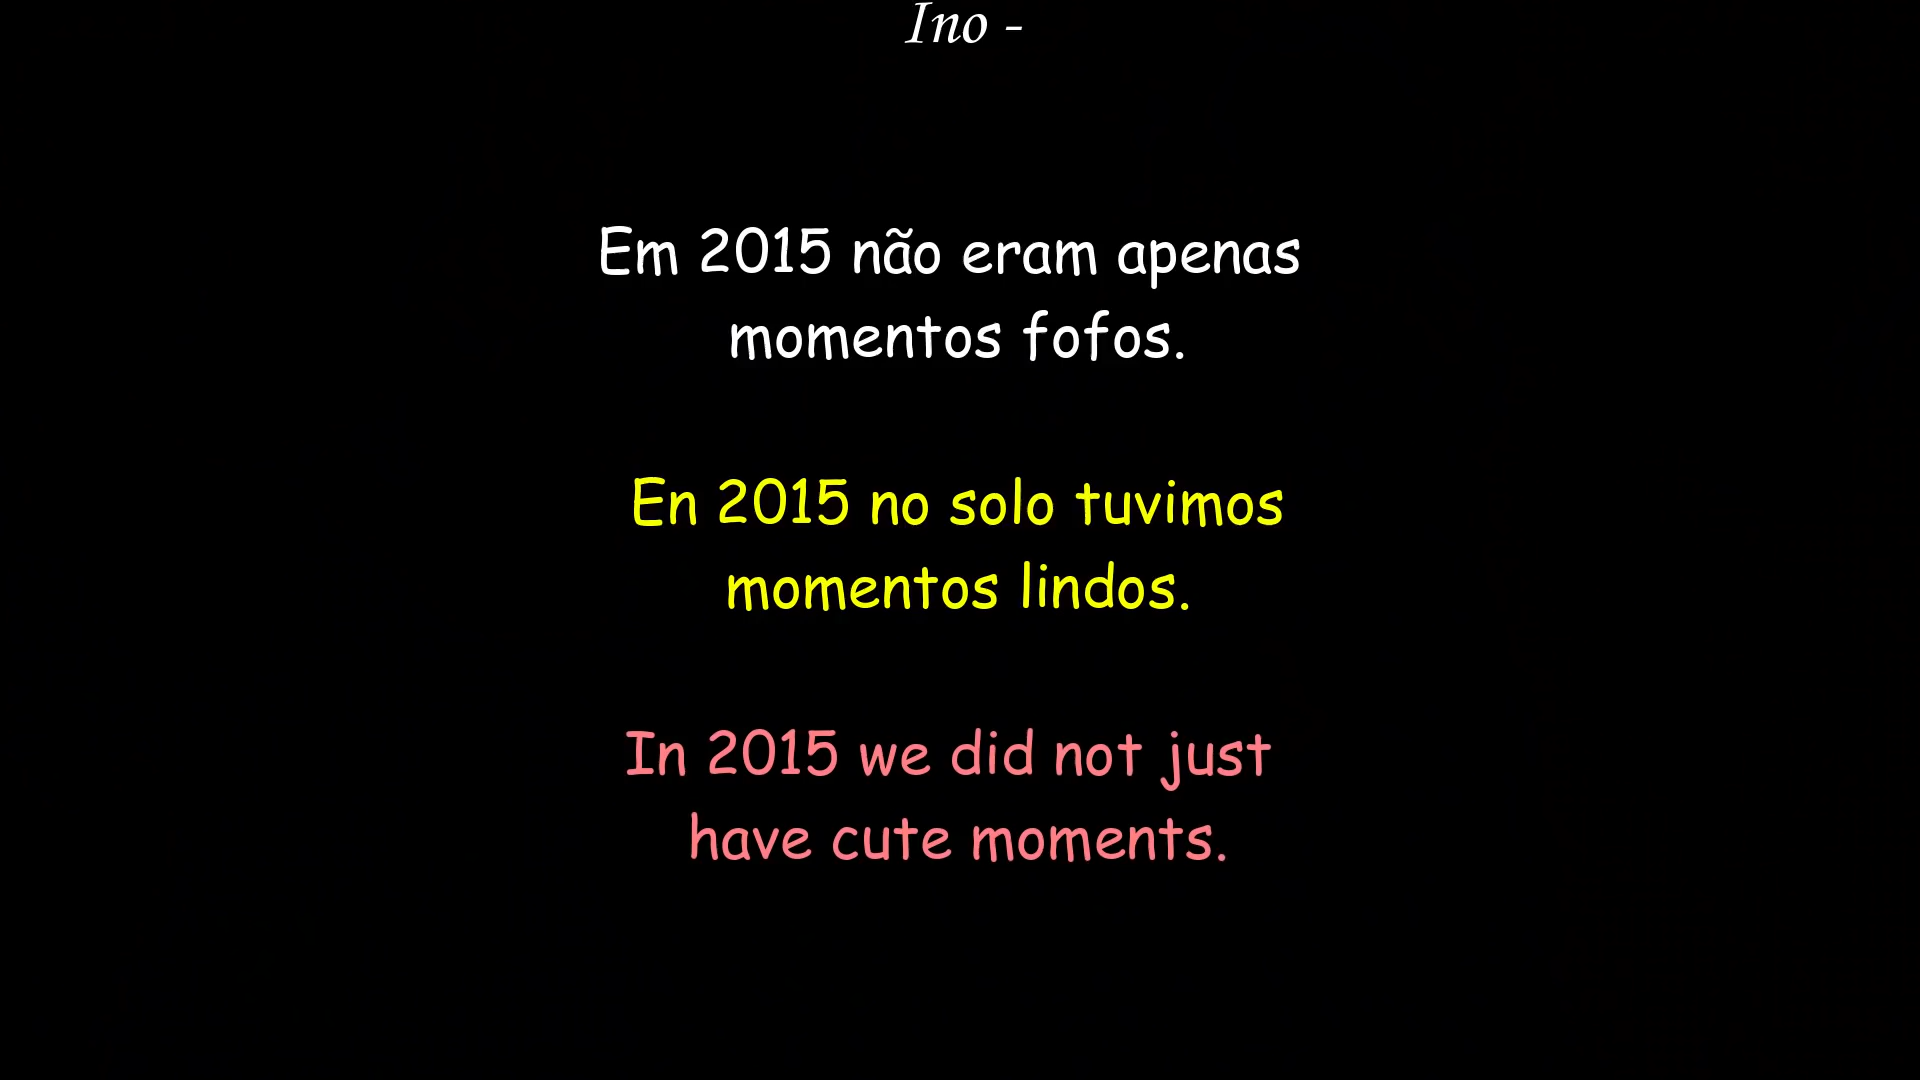 Ino -
Em 2015 não eram apenas
momentos fofos.
En 2015 no solo tuvimos
momentos lindos.
In 2015 we did not just
have cute moments.